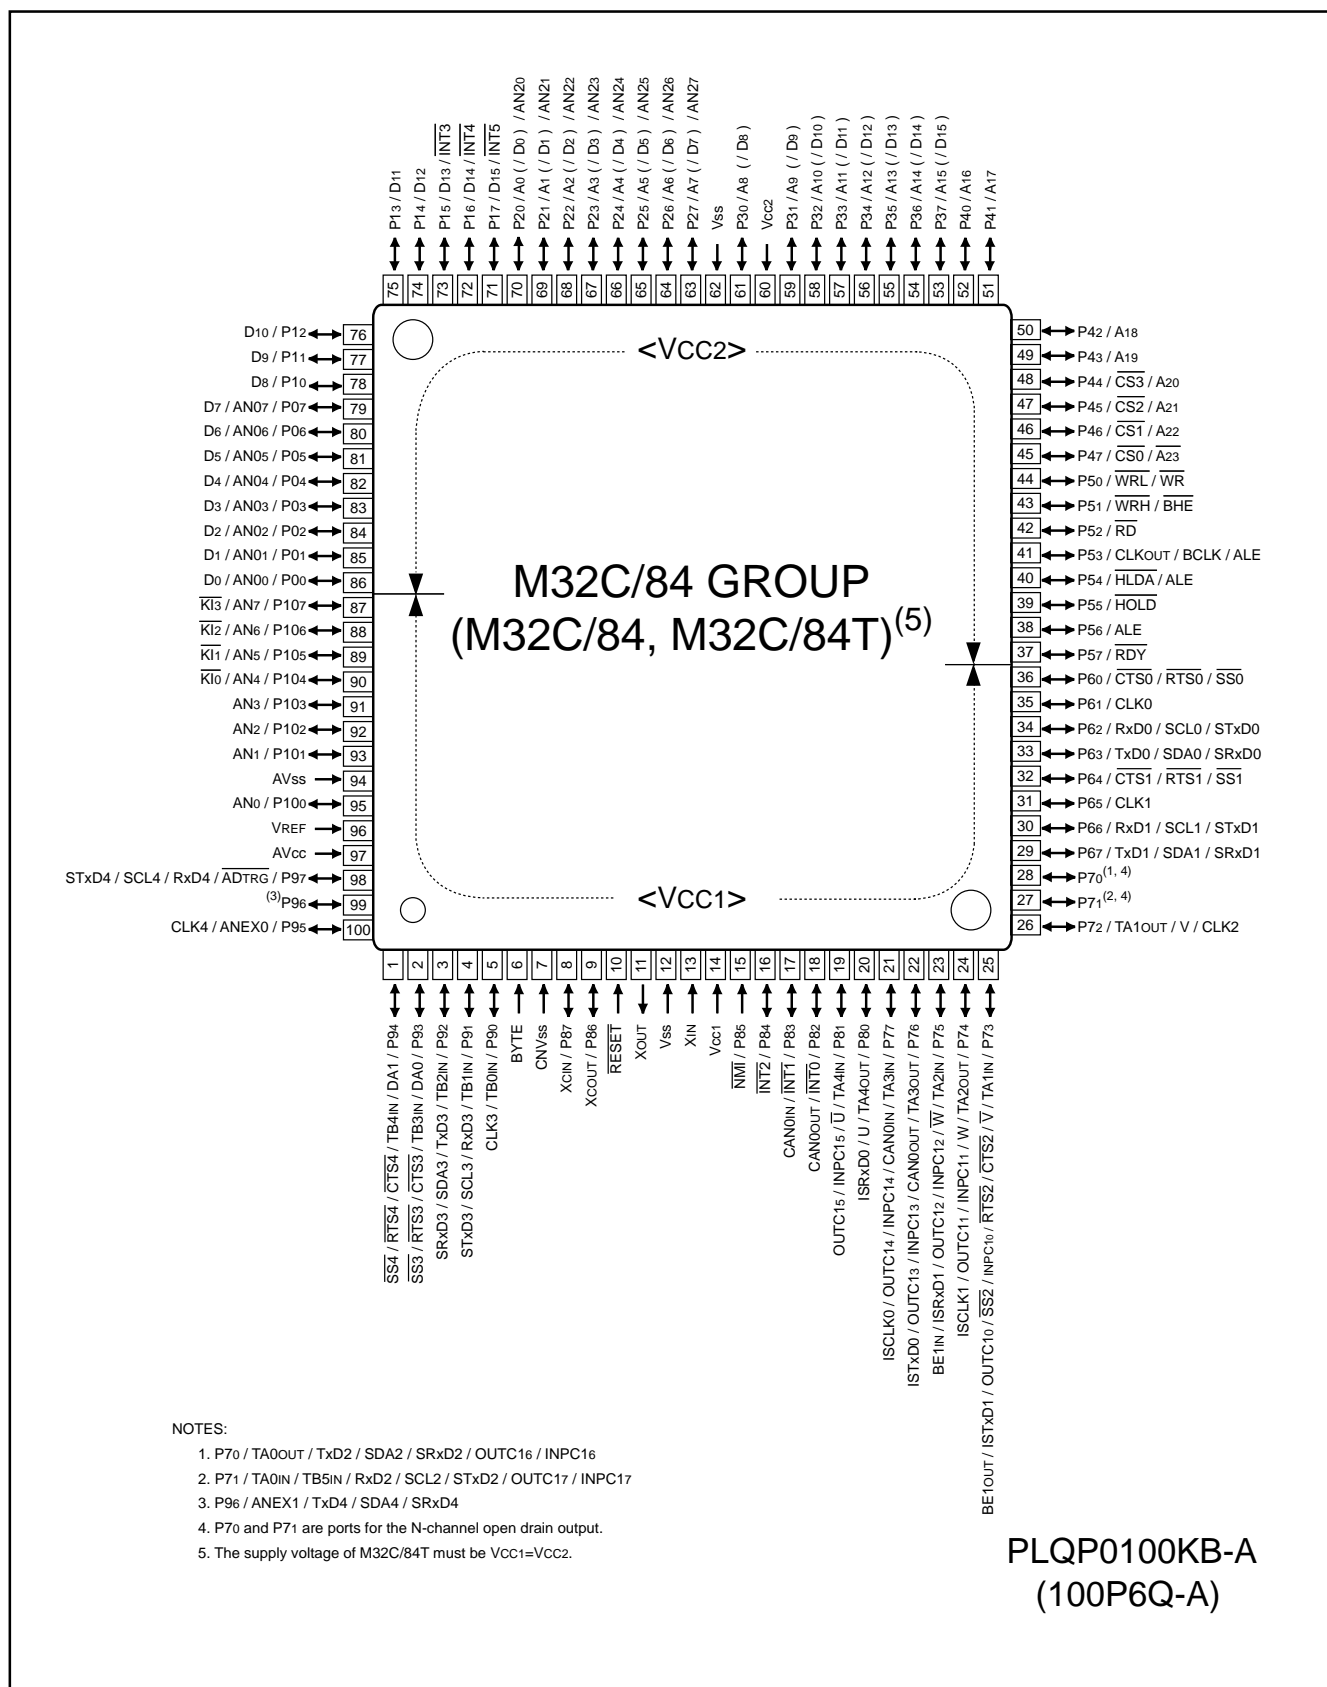 P13 / D11
P14 / D12
P15 / D13 / INT3
P16 / D14 / INT4
P17 / D15 / INT5
P20 / A0 ( / D0 ) / AN20
P21 / A1 ( / D1 ) / AN21
P22 / A2 ( / D2 ) / AN22
P23 / A3 ( / D3 ) / AN23
P24 / A4 ( / D4 ) / AN24
P25 / A5 ( / D5 ) / AN25
P26 / A6 ( / D6 ) / AN26
P27 / A7 ( / D7 ) / AN27
Vss
P30 / A8 ( / D8 )
Vcc2
P31 / A9 ( / D9 )
P32 / A10 ( / D10 )
P33 / A11 ( / D11 )
P34 / A12 ( / D12 )
P35 / A13 ( / D13 )
P36 / A14 ( / D14 )
P37 / A15 ( / D15 )
P40 / A16
P41 / A17
75 74 73 72 71 70 69 68 67 66 65 64 63 62 61 60 59 58 57 56 55 54 53 52 51
D10 / P12 76
D9 / P11 77
D8 / P10 78
D7 / AN07 / P07 79
D6 / AN06 / P06 80
D5 / AN05 / P05 81
D4 / AN04 / P04 82
D3 / AN03 / P03 83
D2 / AN02 / P02 84
D1 / AN01 / P01 85
D0 / AN00 / P00 86
KI3 / AN7 / P107 87
KI2 / AN6 / P106 88
KI1 / AN5 / P105 89
KI0 / AN4 / P104 90
AN3 / P103 91
AN2 / P102 92
AN1 / P101 93
AVss 94
AN0 / P100 95
VREF 96
AVcc 97
STxD4 / SCL4 / RxD4 / ADTRG / P97 98
(3)P96 99
CLK4 / ANEX0 / P95 100
<VCC2>
M32C/84 GROUP
(M32C/84, M32C/84T)(5)
<VCC1>
50 P42 / A18
49 P43 / A19
48 P44 / CS3 / A20
47 P45 / CS2 / A21
46 P46 / CS1 / A22
45 P47 / CS0 / A23
44 P50 / WRL / WR
43 P51 / WRH / BHE
42 P52 / RD
41 P53 / CLKOUT / BCLK / ALE
40 P54 / HLDA / ALE
39 P55 / HOLD
38 P56 / ALE
37 P57 / RDY
36 P60 / CTS0 / RTS0 / SS0
35 P61 / CLK0
34 P62 / RxD0 / SCL0 / STxD0
33 P63 / TxD0 / SDA0 / SRxD0
32 P64 / CTS1 / RTS1 / SS1
31 P65 / CLK1
30 P66 / RxD1 / SCL1 / STxD1
29 P67 / TxD1 / SDA1 / SRxD1
28 P70(1, 4)
27 P71(2, 4)
26 P72 / TA1OUT / V / CLK2
1 2 3 4 5 6 7 8 9 10 11 12 13 14 15 16 17 18 19 20 21 22 23 24 25
SS4 / RTS4 / CTS4 / TB4IN / DA1 / P94
SS3 / RTS3 / CTS3 / TB3IN / DA0 / P93
SRxD3 / SDA3 / TxD3 / TB2IN / P92
STxD3 / SCL3 / RxD3 / TB1IN / P91
CLK3 / TB0IN / P90
BYTE
CNVss
XCIN / P87
XCOUT / P86
RESET
XOUT
Vss
XIN
Vcc1
NMI / P85
INT2 / P84
CAN0IN / INT1 / P83
CAN0OUT / INT0 / P82
OUTC15 / INPC15 / U / TA4IN / P81
ISRxD0 / U / TA4OUT / P80
ISCLK0 / OUTC14 / INPC14 / CAN0IN / TA3IN / P77
ISTxD0 / OUTC13 / INPC13 / CAN0OUT / TA3OUT / P76
BE1IN / ISRxD1 / OUTC12 / INPC12 / W / TA2IN / P75
ISCLK1 / OUTC11 / INPC11 / W / TA2OUT / P74
BE1OUT / ISTxD1 / OUTC10 / SS2 / INPC10 / RTS2 / CTS2 / V / TA1IN / P73
NOTES:
1. P70 / TA0OUT / TxD2 / SDA2 / SRxD2 / OUTC16 / INPC16
2. P71 / TA0IN / TB5IN / RxD2 / SCL2 / STxD2 / OUTC17 / INPC17
3. P96 / ANEX1 / TxD4 / SDA4 / SRxD4
4. P70 and P71 are ports for the N-channel open drain output.
5. The supply voltage of M32C/84T must be VCC1=VCC2.
PLQP0100KB-A
(100P6Q-A)